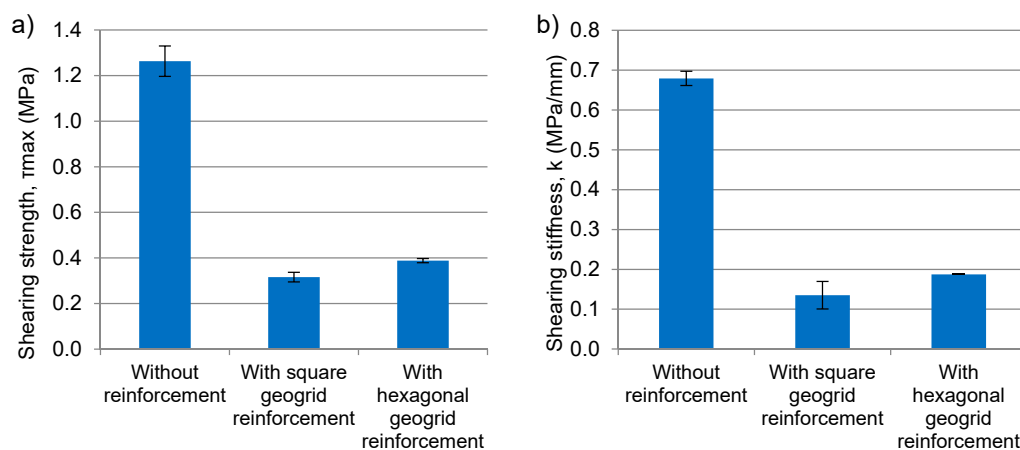 a)
Shearing strength, τmax (MPa)
1.4
1.2
1.0
0.8
0.6
0.4
0.2
0.0
Without
reinforcement
With square
geogrid
reinforcement
With
hexagonal
geogrid
reinforcement
b)
Shearing stiffness, k (MPa/mm)
0.8
0.7
0.6
0.5
0.4
0.3
0.2
0.1
0.0
Without
reinforcement
With square
geogrid
reinforcement
With
hexagonal
geogrid
reinforcement